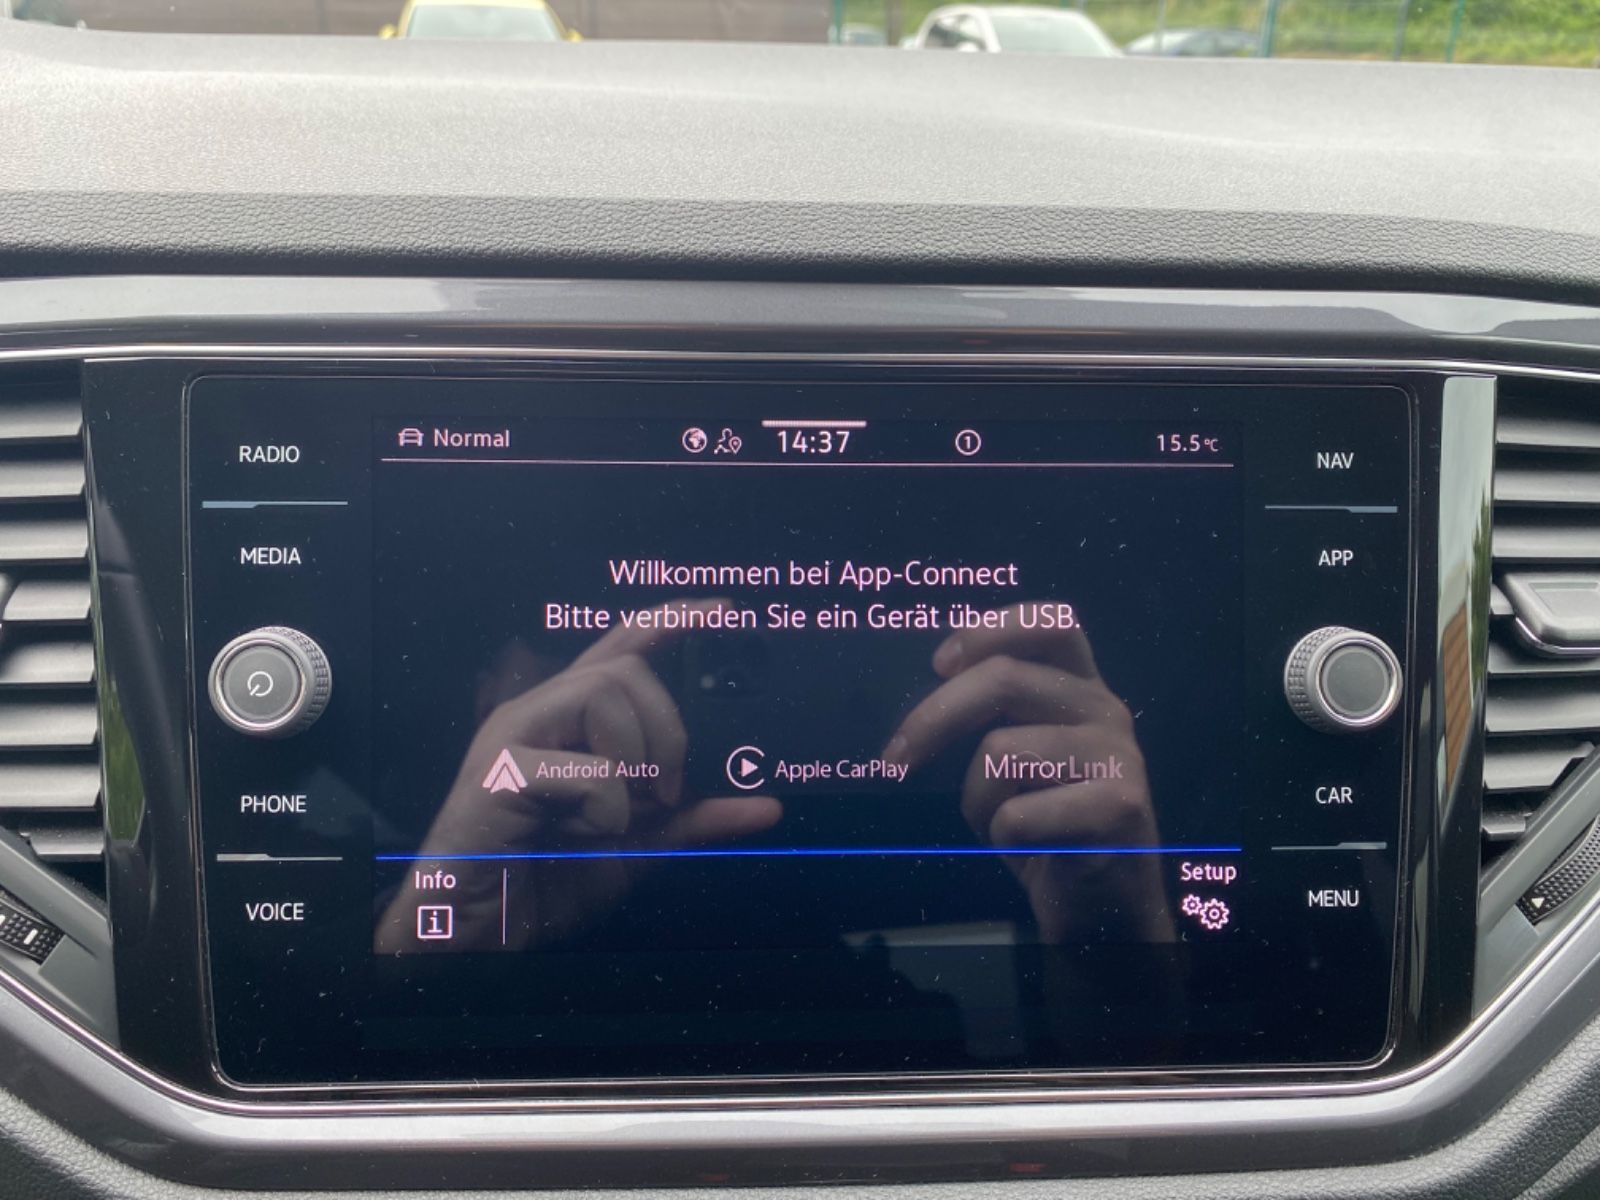 RADIO
MEDIA
PHONE
VOICE
Normal
14:37
1
15.5°C
Willkommen bei App-Connect
Bitte verbinden Sie ein Gerät über USB.
Android Auto
Apple CarPlay
MirrorLink
Info
i
Setup
NAV
APP
CAR
MENU